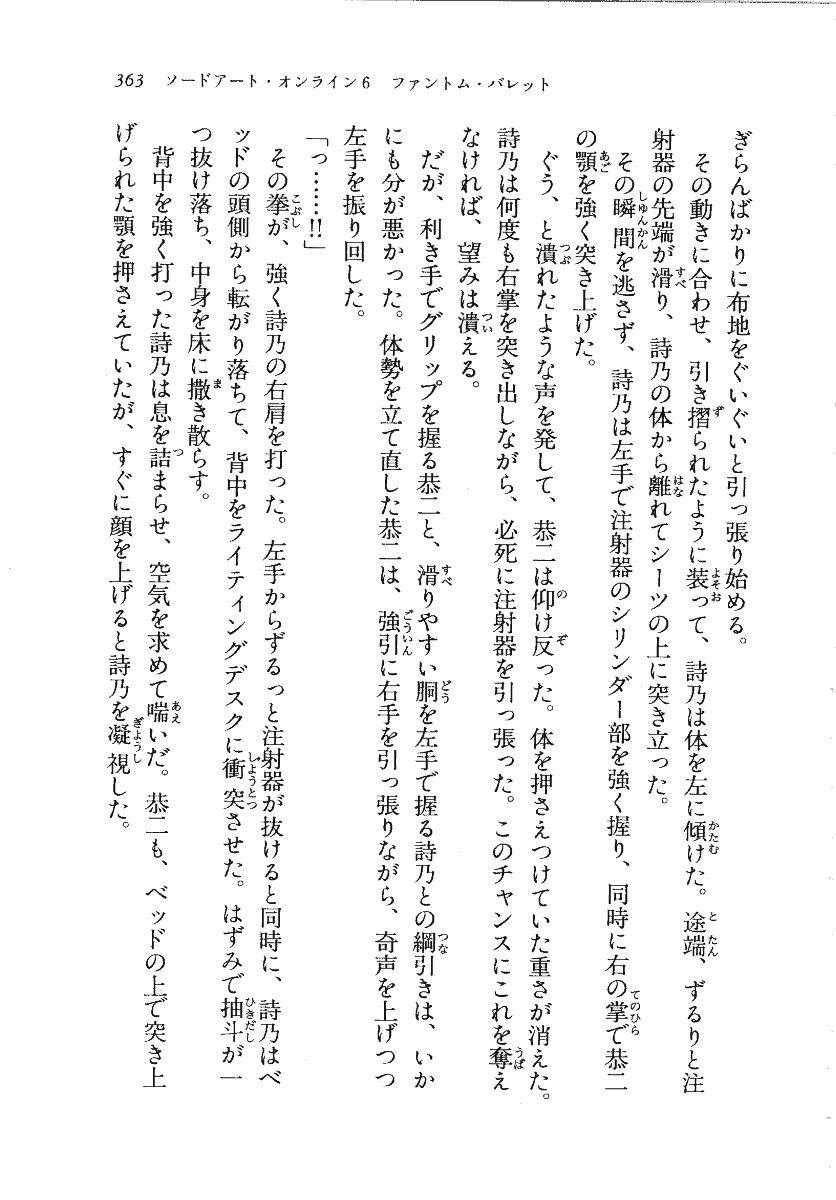 363 ソードアート・オンライン6 ファントム・バレット
ぎらんばかりに布地をぐいぐいと引っ張り始める。
その動きに合わせ、引き摺られたように装って、詩乃は体を左に傾けた。途端、ずるりと注
射器の先端が滑り、詩乃の体から離れてシーツの上に突き立った。
その瞬間を逃さず、詩乃は左手で注射器のシリンダー部を強く握り、同時に右の掌で恭二
の顎を強く突き上げた。
ぐう、と潰れたような声を発して、恭二は仰け反った。体を押さえつけていた重さが消えた。
詩乃は何度も右掌を突き出しながら、必死に注射器を引っ張った。このチャンスにこれを奪え
なければ、望みは潰える。
だが、利き手でグリップを握る恭二と、滑りやすい胴を左手で握る詩乃との綱引きは、いか
にも分が悪かった。体勢を立て直した恭二は、強引に右手を引っ張りながら、奇声を上げつつ
左手を振り回した。
「っ……!!」
その拳が、強く詩乃の右肩を打った。左手からずるっと注射器が抜けると同時に、詩乃はベ
ッドの頭側から転がり落ちて、背中をライティングデスクに衝突させた。はずみで抽斗が一
つ抜け落ち、中身を床に撒き散らす。
背中を強く打った詩乃は息を詰まらせ、空気を求めて喘いだ。恭二も、ベッドの上で突き上
げられた顎を押さえていたが、すぐに顔を上げると詩乃を凝視した。